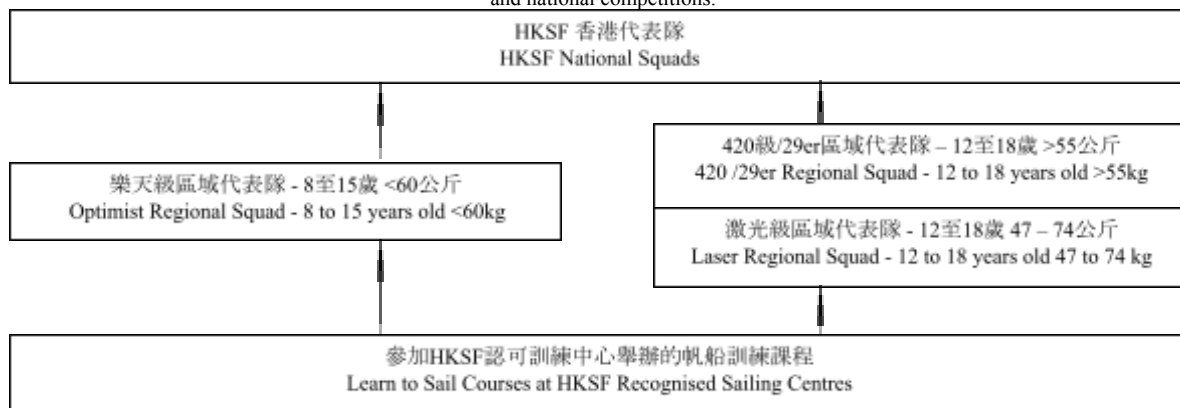 and national competitions.
HKSF 香港代表隊
HKSF National Squads
420級/29er區域代表隊 – 12至18歲 >55公斤
420 /29er Regional Squad - 12 to 18 years old >55kg
樂天級區域代表隊 - 8至15歲 <60公斤
Optimist Regional Squad - 8 to 15 years old <60kg
激光級區域代表隊 - 12至18歲 47 – 74公斤
Laser Regional Squad - 12 to 18 years old 47 to 74 kg
參加HKSF認可訓練中心舉辦的帆船訓練課程
Learn to Sail Courses at HKSF Recognised Sailing Centres